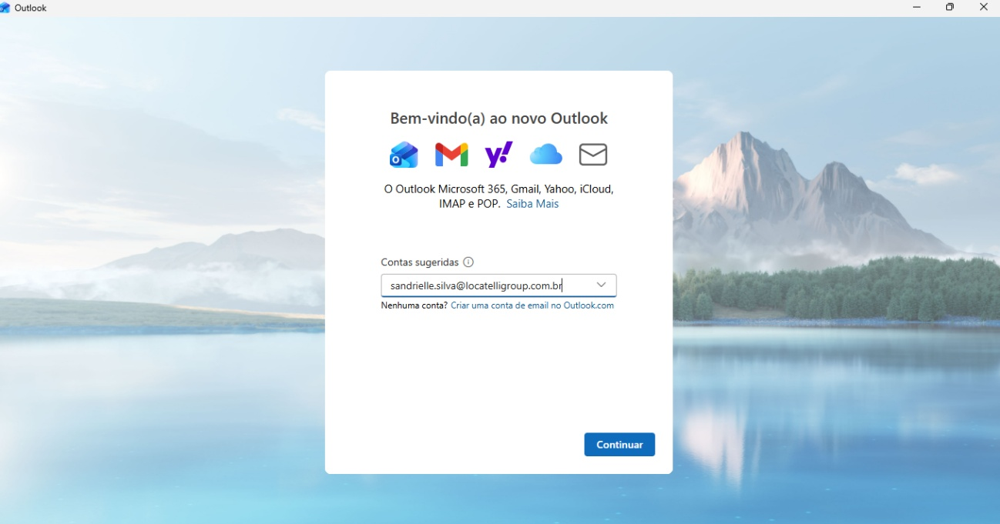 Outlook
Bem-vindo(a) ao novo Outlook
O Outlook Microsoft 365, Gmail, Yahoo, iCloud,
IMAP e POP. Saiba Mais
Contas sugeridas
sandrielle.silva@locatelligroup.com.br
Nenhuma conta? Criar uma conta de email no Outlook.com
Continuar